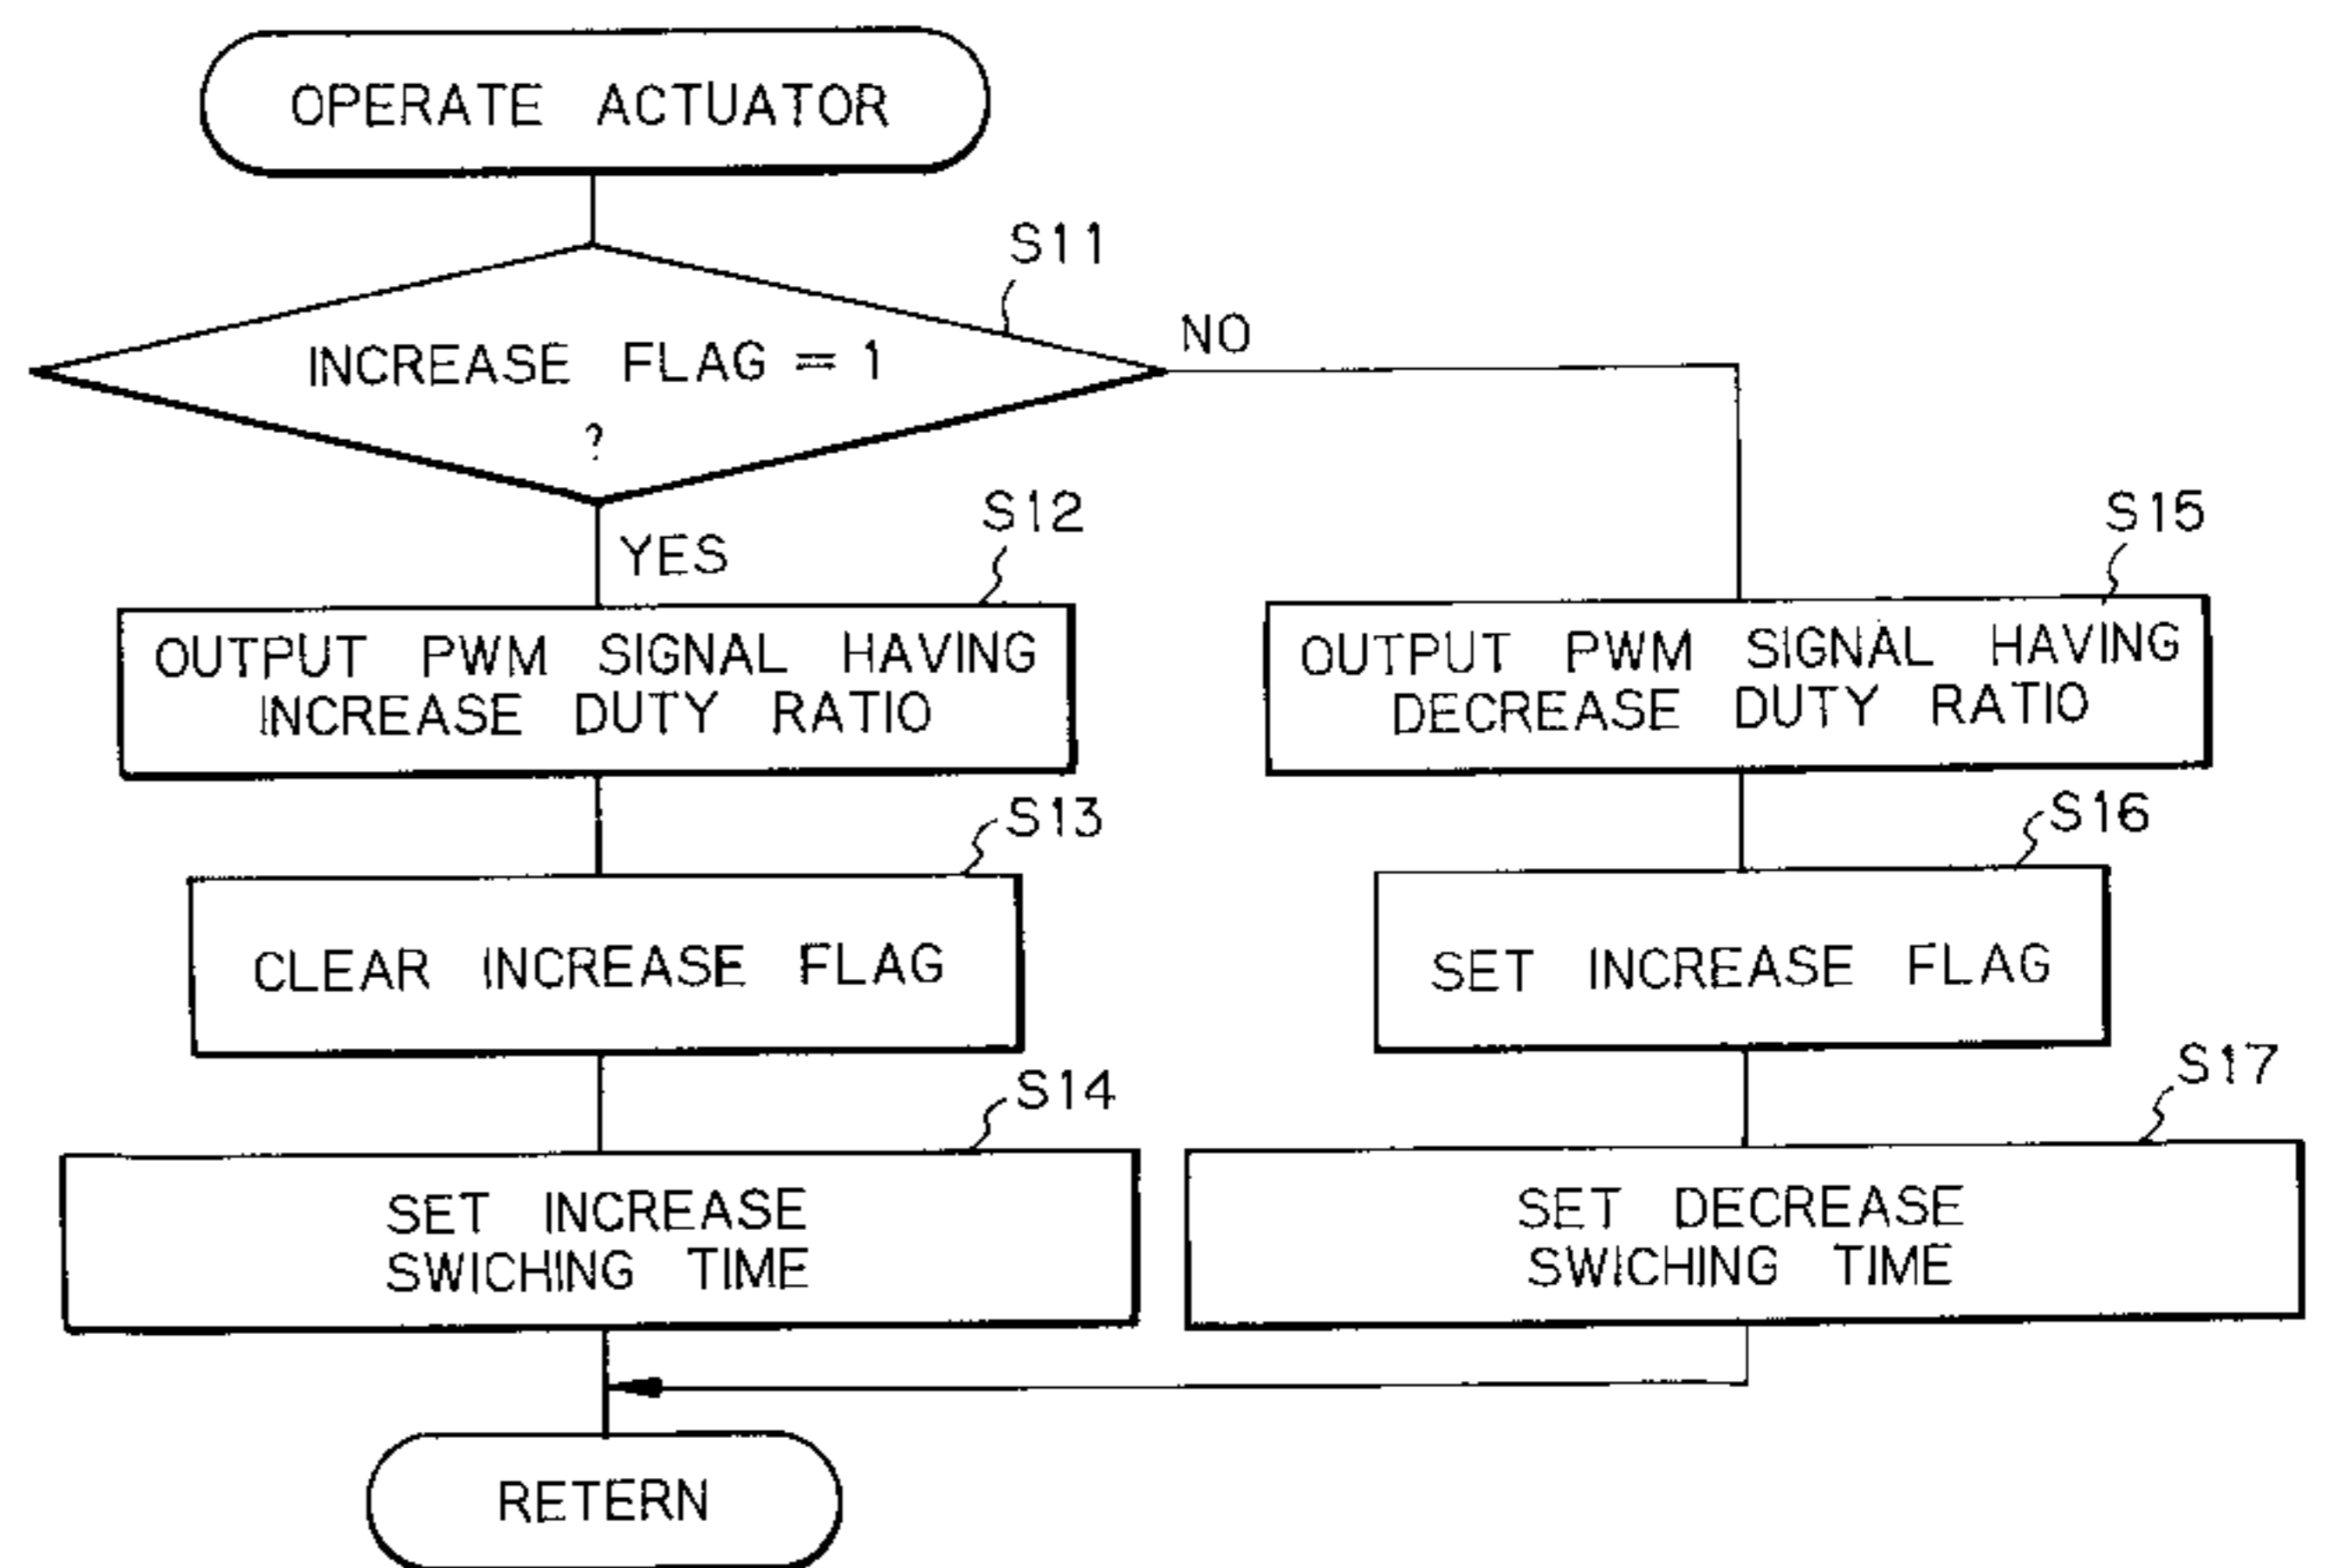 OPERATE ACTUATOR
S11
INCREASE FLAG = 1
?
NO
YES
S12
OUTPUT PWM SIGNAL HAVING
INCREASE DUTY RATIO
S13
CLEAR INCREASE FLAG
S14
SET INCREASE
SWICHING TIME
S15
OUTPUT PWM SIGNAL HAVING
DECREASE DUTY RATIO
S16
SET INCREASE FLAG
S17
SET DECREASE
SWICHING TIME
RETERN